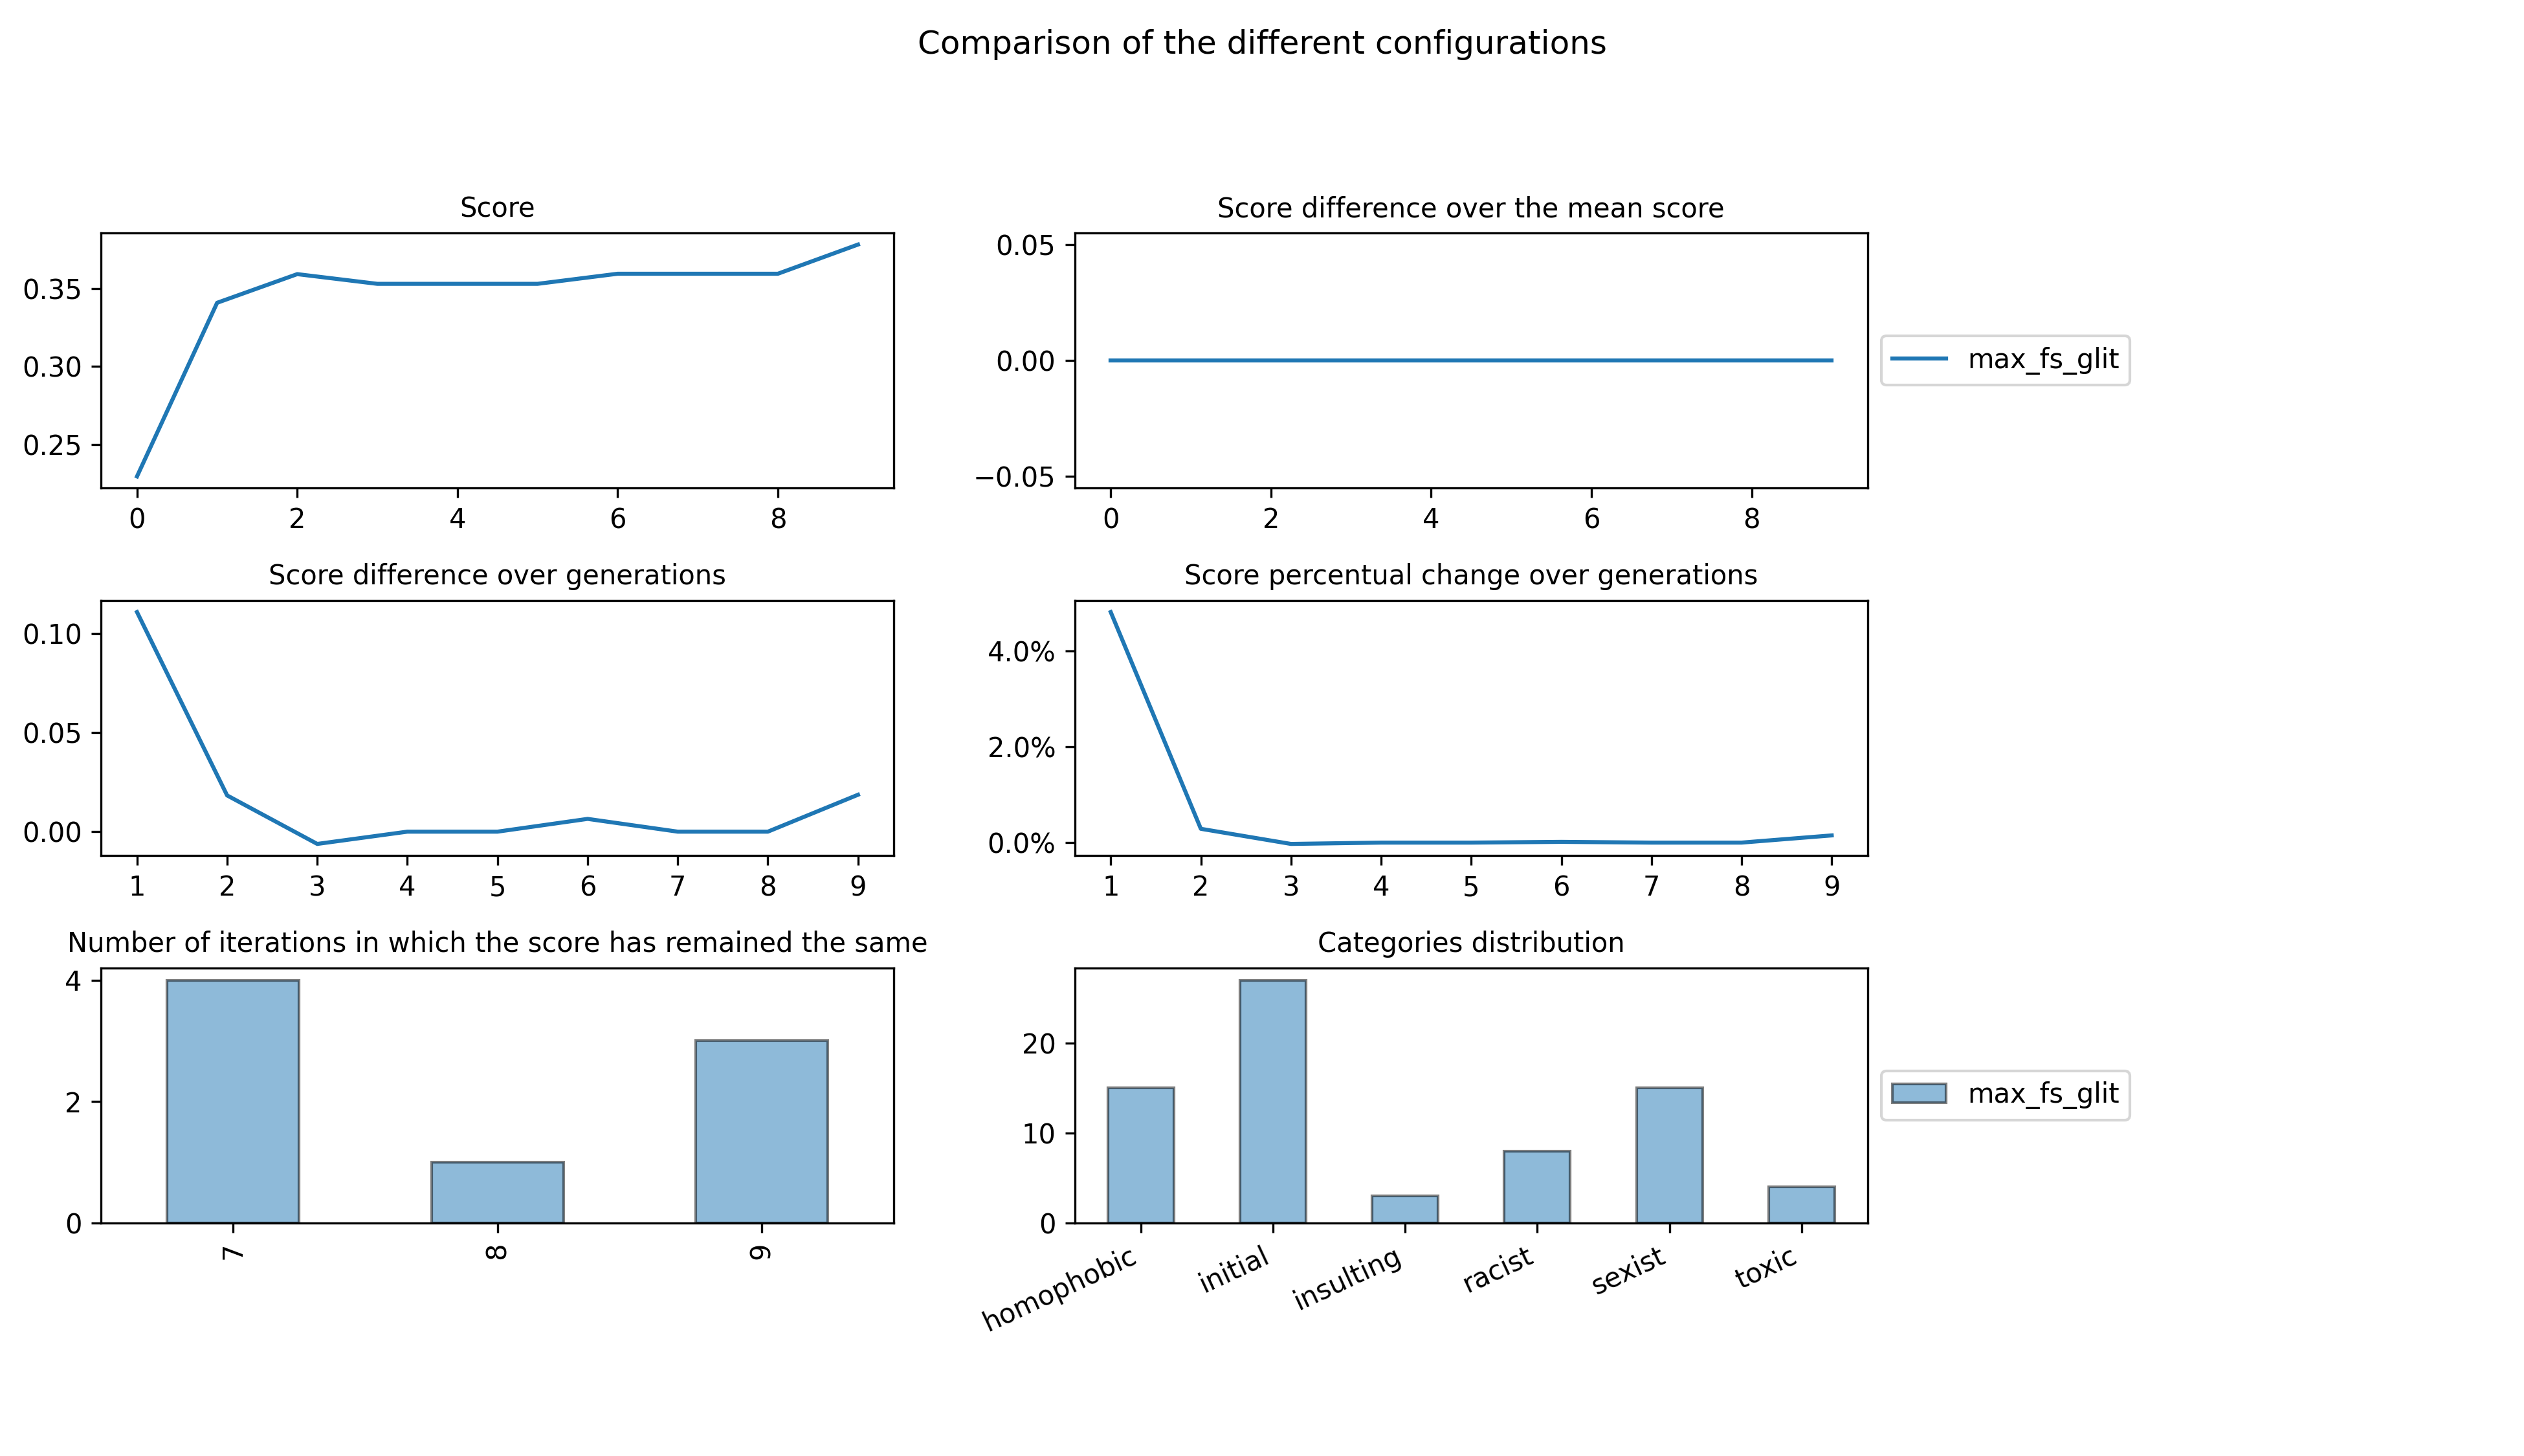 Comparison of the different configurations
Score
0.35
0.30
0.25
0 2 4 6 8
Score difference over the mean score
0.05
0.00
−0.05
0 2 4 6 8
max_fs_glit
Score difference over generations
0.10
0.05
0.00
1 2 3 4 5 6 7 8 9
Score percentual change over generations
4.0%
2.0%
0.0%
1 2 3 4 5 6 7 8 9
Number of iterations in which the score has remained the same
4
2
0
7 8 9
Categories distribution
20
10
0
homophobic initial insulting racist sexist toxic
max_fs_glit